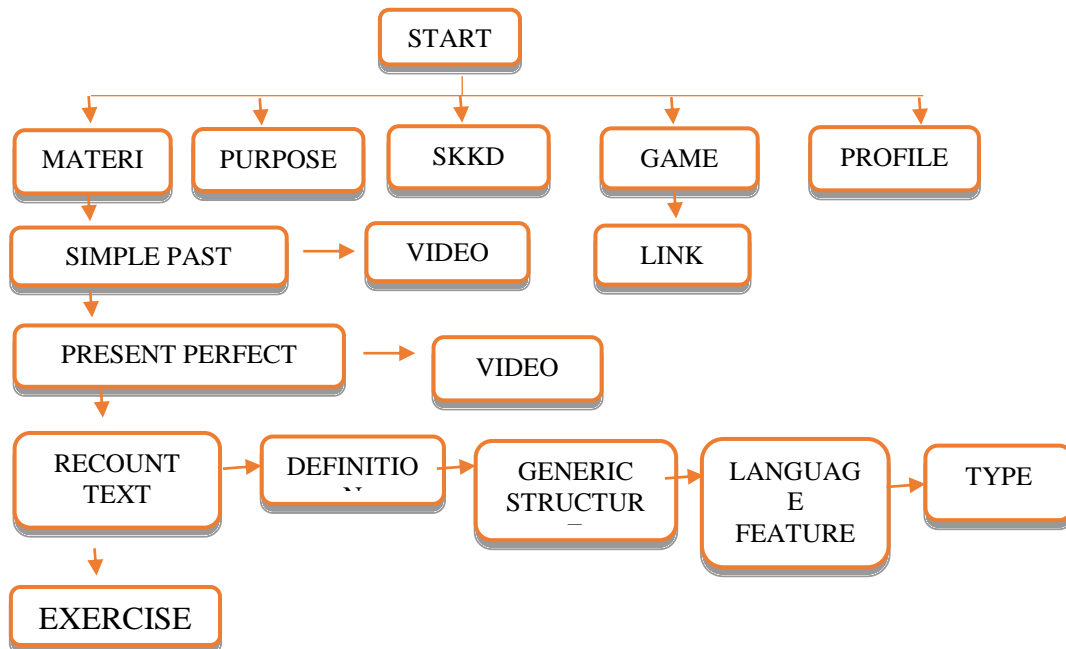 START
MATERI
PURPOSE
SKKD
GAME
PROFILE
SIMPLE PAST
VIDEO
LINK
PRESENT PERFECT
VIDEO
RECOUNT
TEXT
DEFINITIO
GENERIC
STRUCTUR
LANGUAG
E
FEATURE
TYPE
EXERCISE